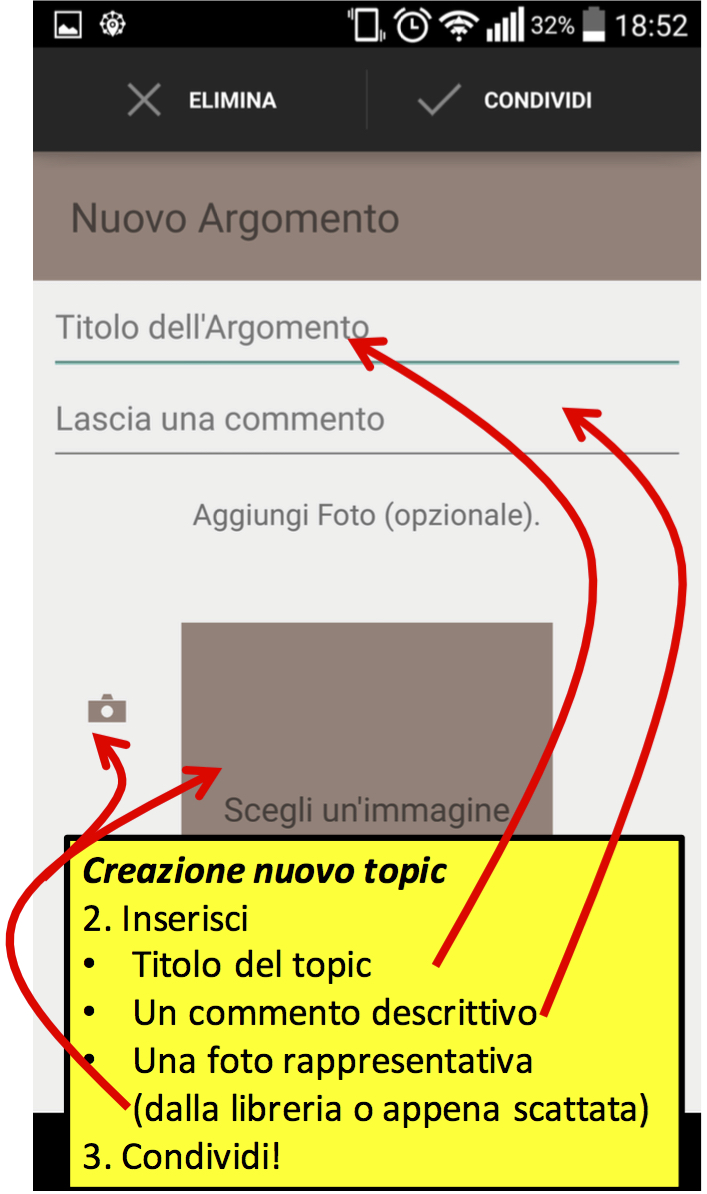 32% 18:52
ELIMINA CONDIVIDI
Nuovo Argomento
Titolo dell'Argomento
Lascia una commento
Aggiungi Foto (opzionale).
Scegli un'immagine
Creazione nuovo topic
2. Inserisci
• Titolo del topic
• Un commento descrittivo
• Una foto rappresentativa
(dalla libreria o appena scattata)
3. Condividi!